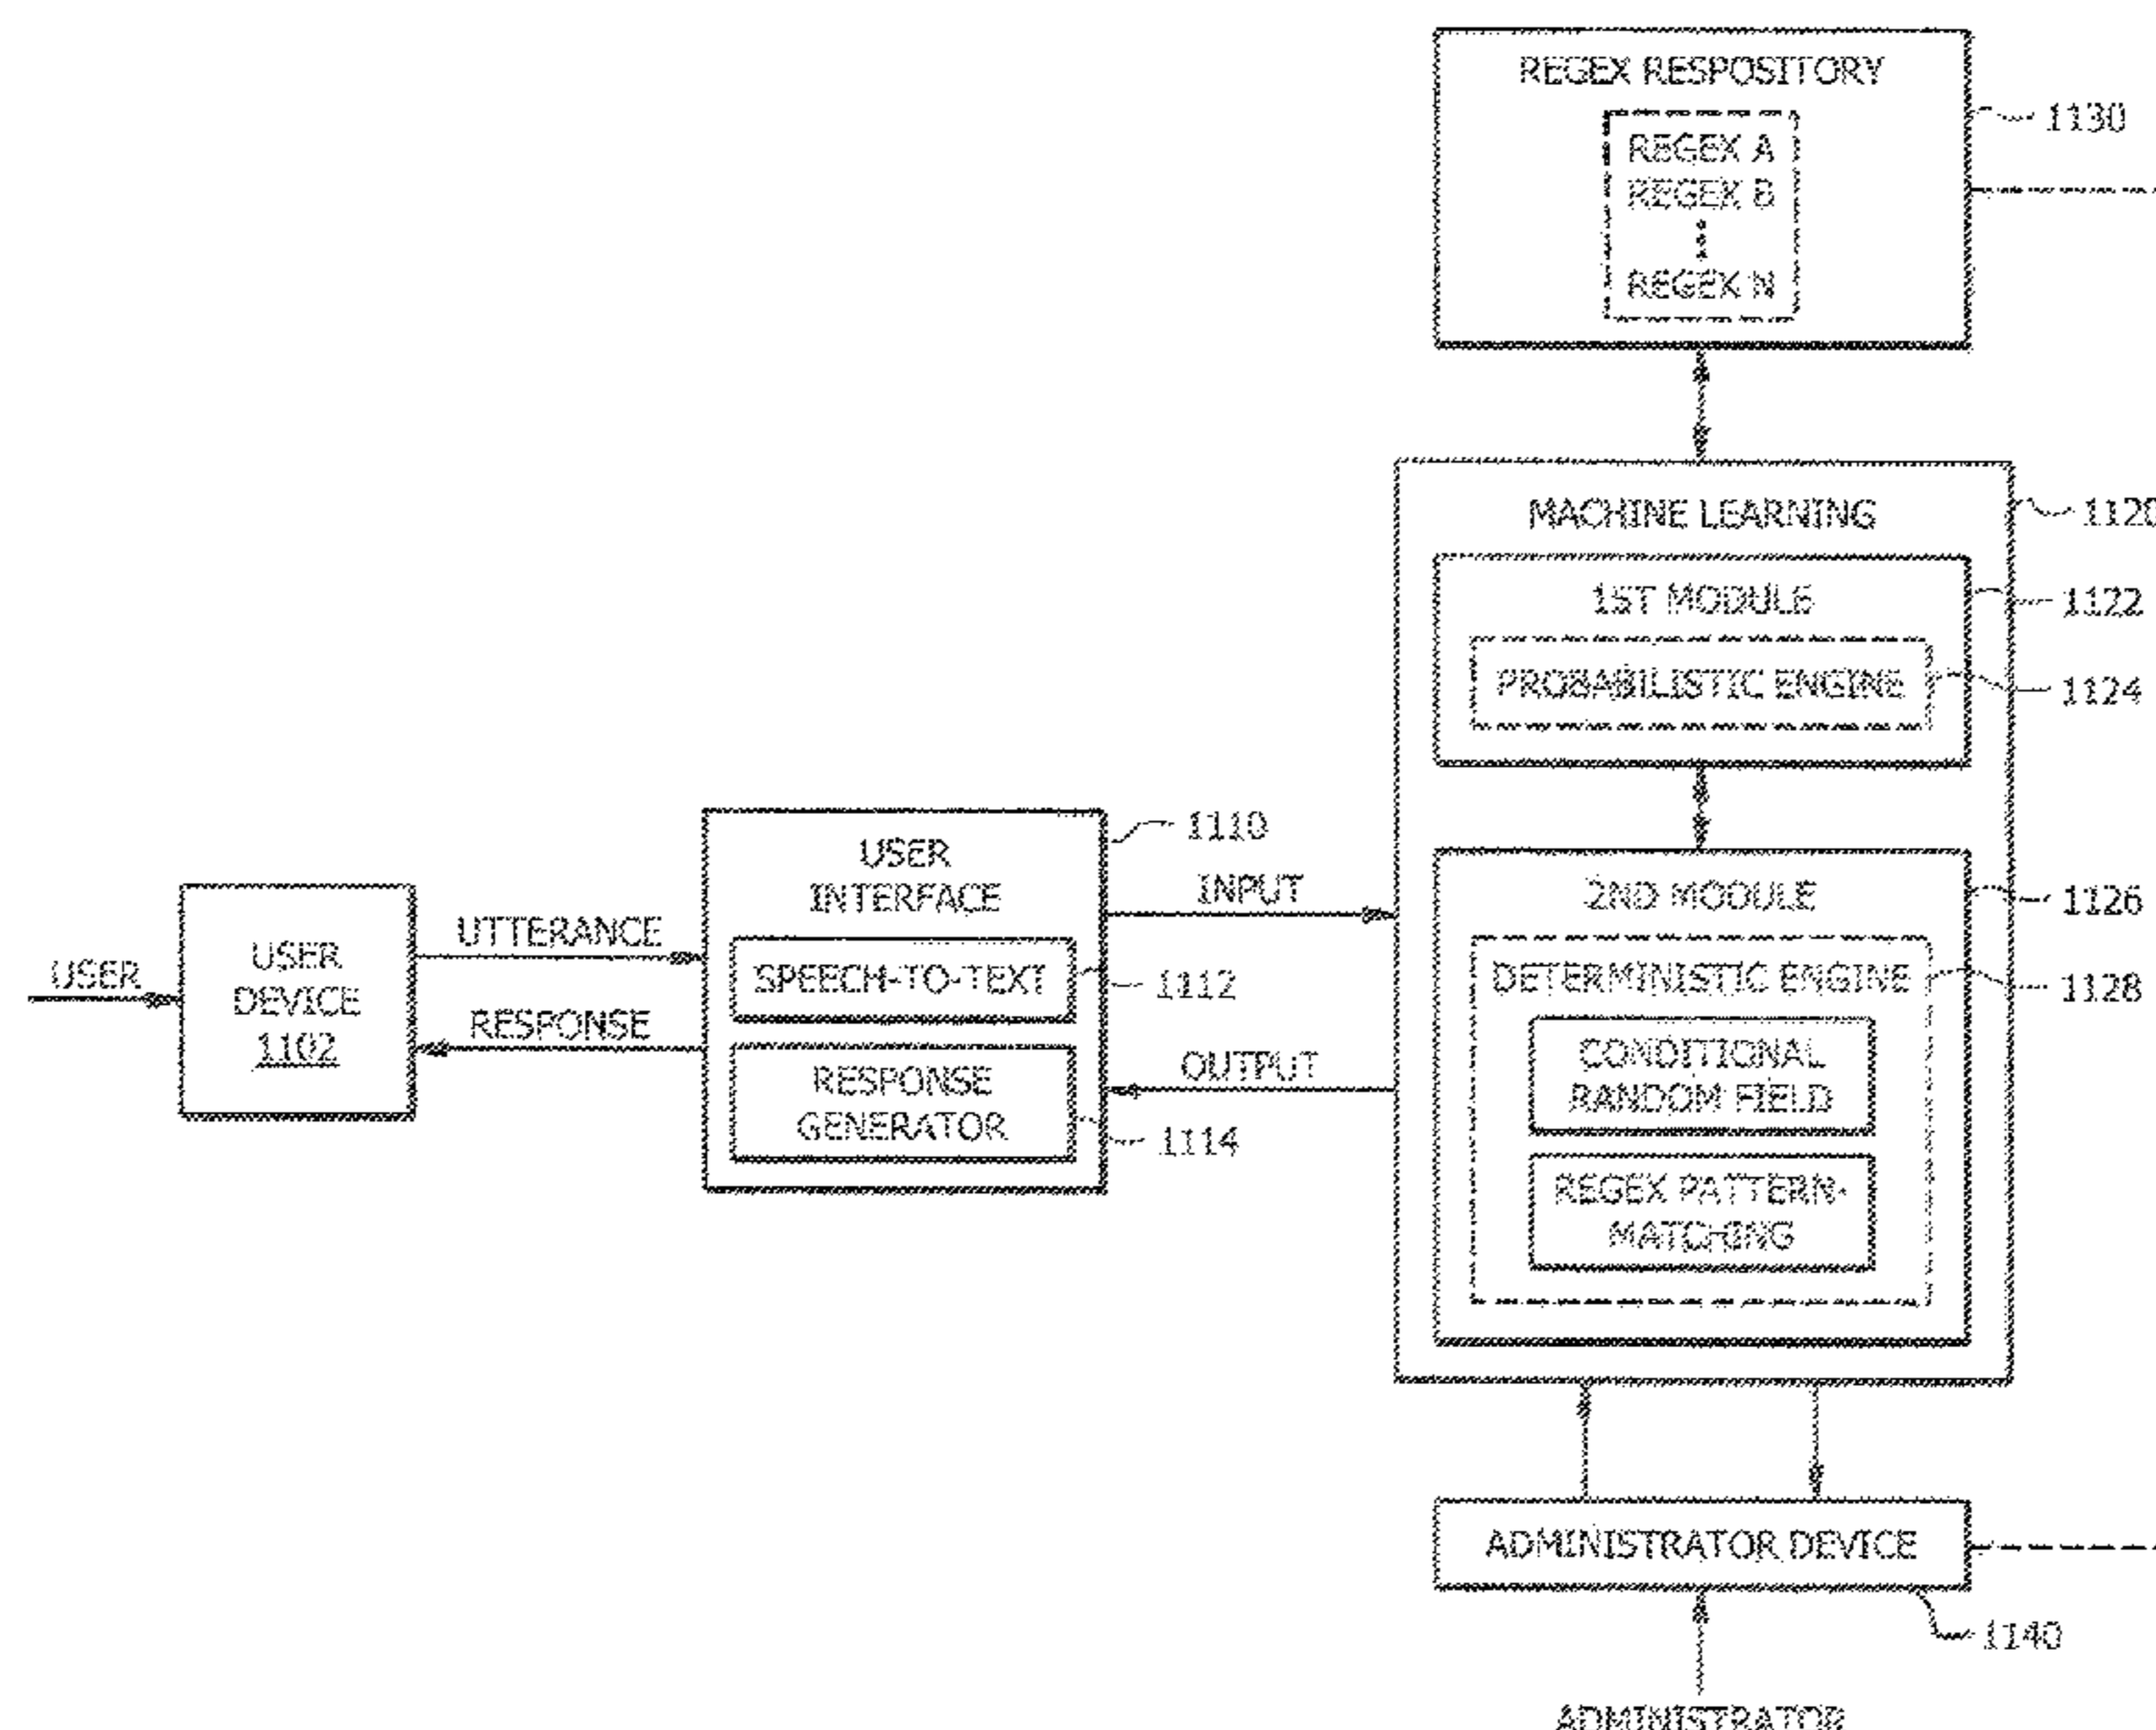 REGEX RESPOSITORY
1130
REGEX A
REGEX B
REGEX N
MACHINE LEARNING
1120
1ST MODULE
1122
PROBABILISTIC ENGINE
1124
USER
INTERFACE
1110
SPEECH-TO-TEXT
1112
RESPONSE
GENERATOR
1114
USER
USER
DEVICE
1102
UTTERANCE
RESPONSE
INPUT
OUTPUT
2ND MODULE
1126
DETERMINISTIC ENGINE
1128
CONDITIONAL
RANDOM FIELD
REGEX PATTERN-
MATCHING
ADMINISTRATOR DEVICE
1140
ADMINISTRATOR